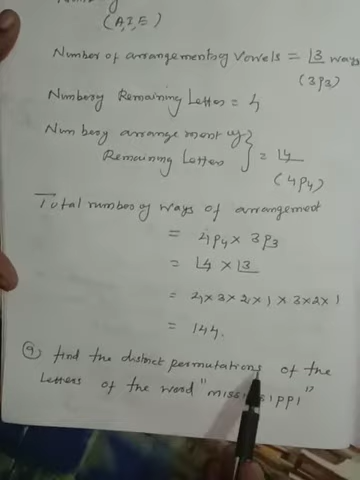 (A,I,E)
Number of arrangements of vowels = ⌊3 ways
(3P3)
Number of Remaining Letter = 4
Number of arrangement of
Remaining Letters } = ⌊4
(4P4)
Total number of ways of arrangement
= 4P4 × 3P3
= ⌊4 × ⌊3
= 4×3×2×1 × 3×2×1
= 144.
9) find the distinct permutations of the
Letters of the word "